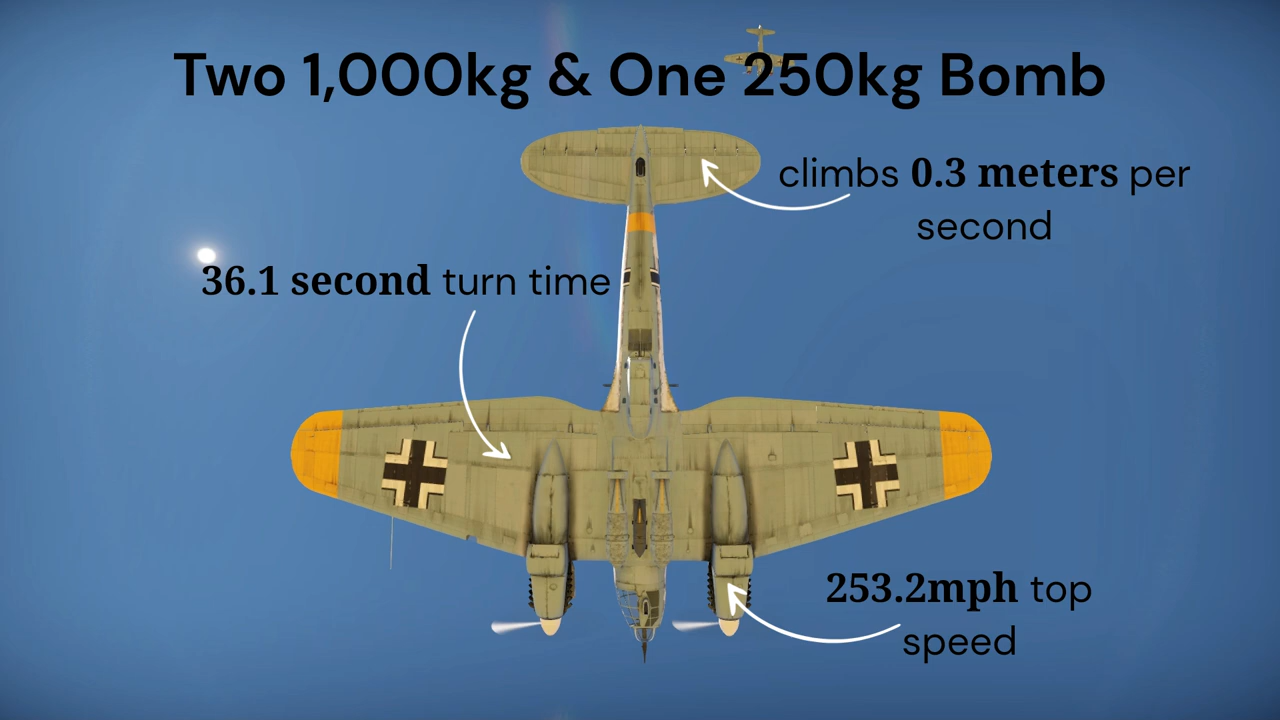 Two 1,000kg & One 250kg Bomb
climbs 0.3 meters per
second
36.1 second turn time
253.2mph top
speed